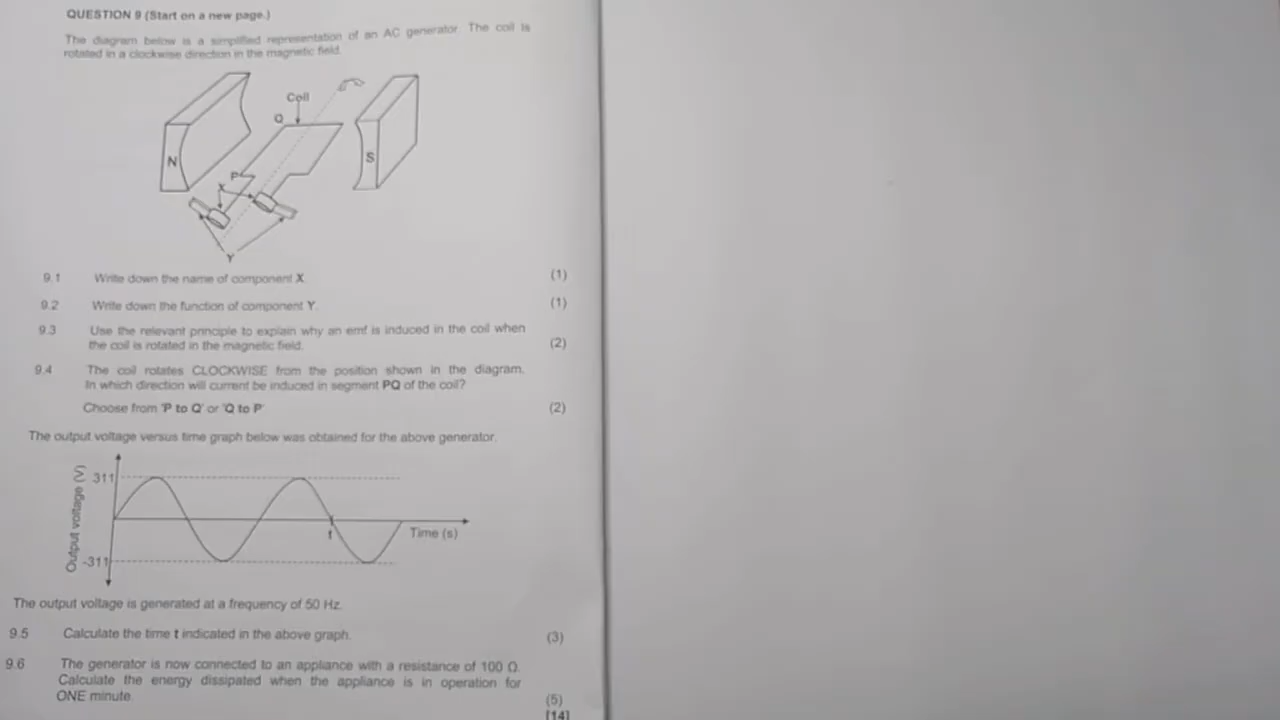 QUESTION 9 (Start on a new page.)
The diagram below is a simplified representation of an AC generator. The coil is
rotated in a clockwise direction in the magnetic field.
Coil
Q
N
S
P
X
Y
9.1 Write down the name of component X. (1)
9.2 Write down the function of component Y. (1)
9.3 Use the relevant principle to explain why an emf is induced in the coil when
the coil is rotated in the magnetic field. (2)
9.4 The coil rotates CLOCKWISE from the position shown in the diagram.
In which direction will current be induced in segment PQ of the coil?
Choose from 'P to Q' or 'Q to P'. (2)
The output voltage versus time graph below was obtained for the above generator.
Output voltage (V)
311
t
Time (s)
-311
The output voltage is generated at a frequency of 50 Hz.
9.5 Calculate the time t indicated in the above graph. (3)
9.6 The generator is now connected to an appliance with a resistance of 100 Ω.
Calculate the energy dissipated when the appliance is in operation for
ONE minute. (5)
[14]